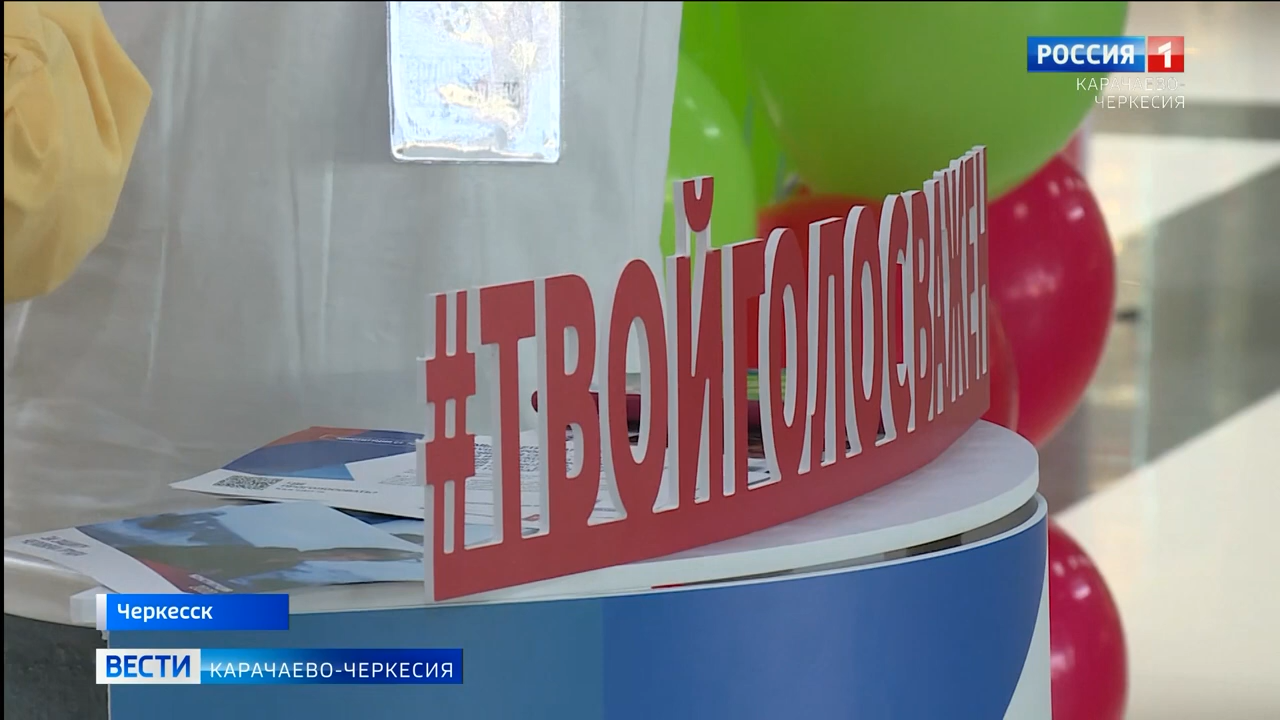 РОССИЯ 1
КАРАЧАЕВО-
ЧЕРКЕСИЯ
#ТВОЙГОЛОСВАЖЕН
Черкесск
ВЕСТИ КАРАЧАЕВО-ЧЕРКЕСИЯ